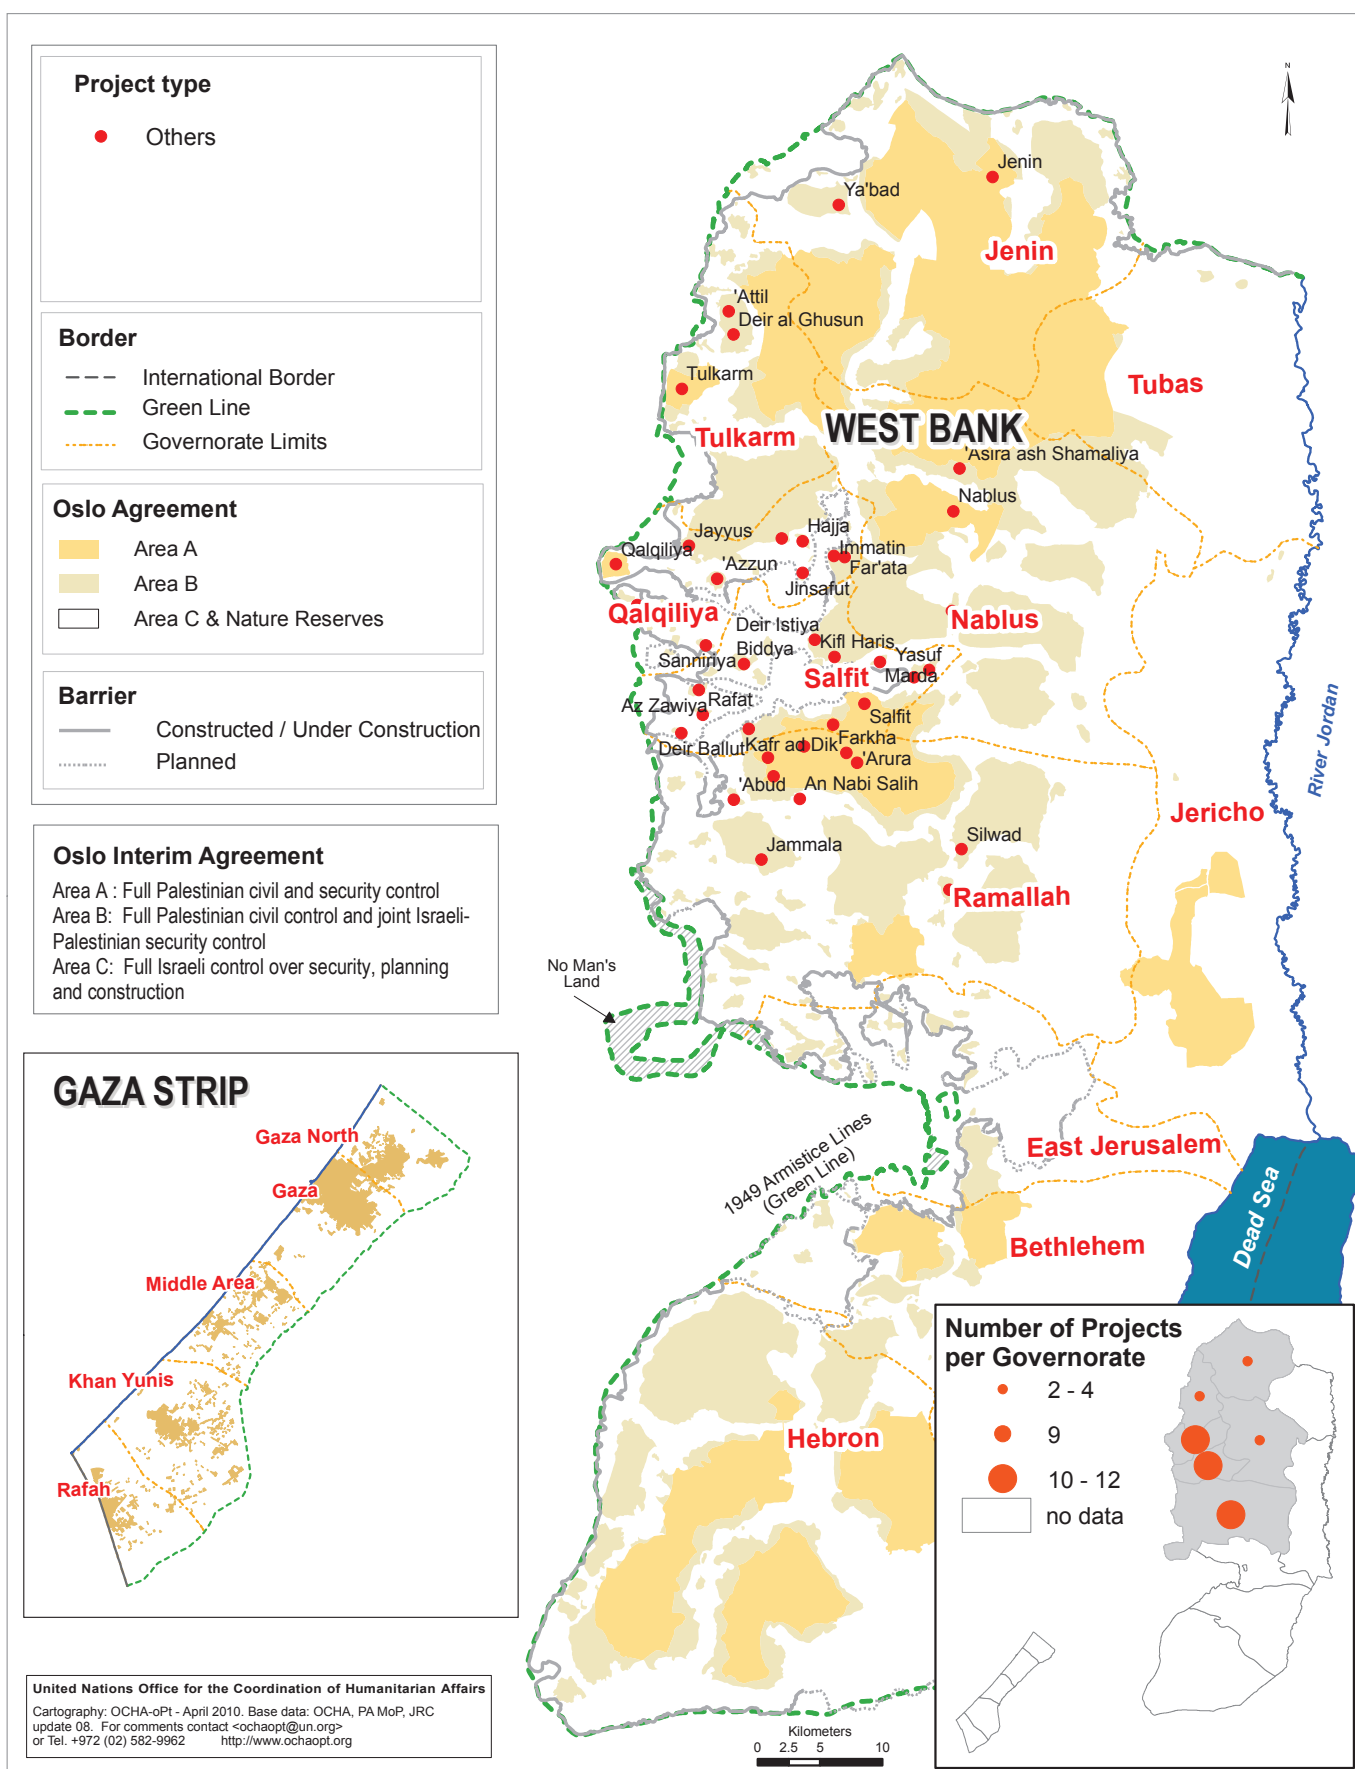 Project type
Others
Border
International Border
Green Line
Governorate Limits
Oslo Agreement
Area A
Area B
Area C & Nature Reserves
Barrier
Constructed / Under Construction
Planned
Oslo Interim Agreement
Area A : Full Palestinian civil and security control
Area B:  Full Palestinian civil control and joint Israeli-
Palestinian security control
Area C:  Full Israeli control over security, planning
and construction
GAZA STRIP
Gaza North
Gaza
Middle Area
Khan Yunis
Rafah
United Nations Office for the Coordination of Humanitarian Affairs
Cartography: OCHA-oPt - April 2010. Base data: OCHA, PA MoP, JRC
update 08.  For comments contact <ochaopt@un.org>
or Tel. +972 (02) 582-9962 http://www.ochaopt.org
N
Jenin
Ya'bad
Jenin
'Attil
Deir al Ghusun
Tulkarm
Tubas
WEST BANK
Tulkarm
'Asira ash Shamaliya
Nablus
Hajja
Jayyus
Immatin
Qalqiliya
Far'ata
'Azzun
Jinsafut
Qalqiliya
Nablus
Deir Istiya
Kifl Haris
Biddya
Yasuf
Sanniriya
Salfit
Marda
Rafat
Az Zawiya
Salfit
Farkha
Deir Ballut
Kafr ad Dik
'Arura
'Abud
An Nabi Salih
Jericho
River Jordan
Silwad
Jammala
Ramallah
No Man's
Land
1949 Armistice Lines
(Green Line)
East Jerusalem
Dead Sea
Bethlehem
Hebron
Number of Projects
per Governorate
2 - 4
9
10 - 12
no data
Kilometers
0 2.5 5 10